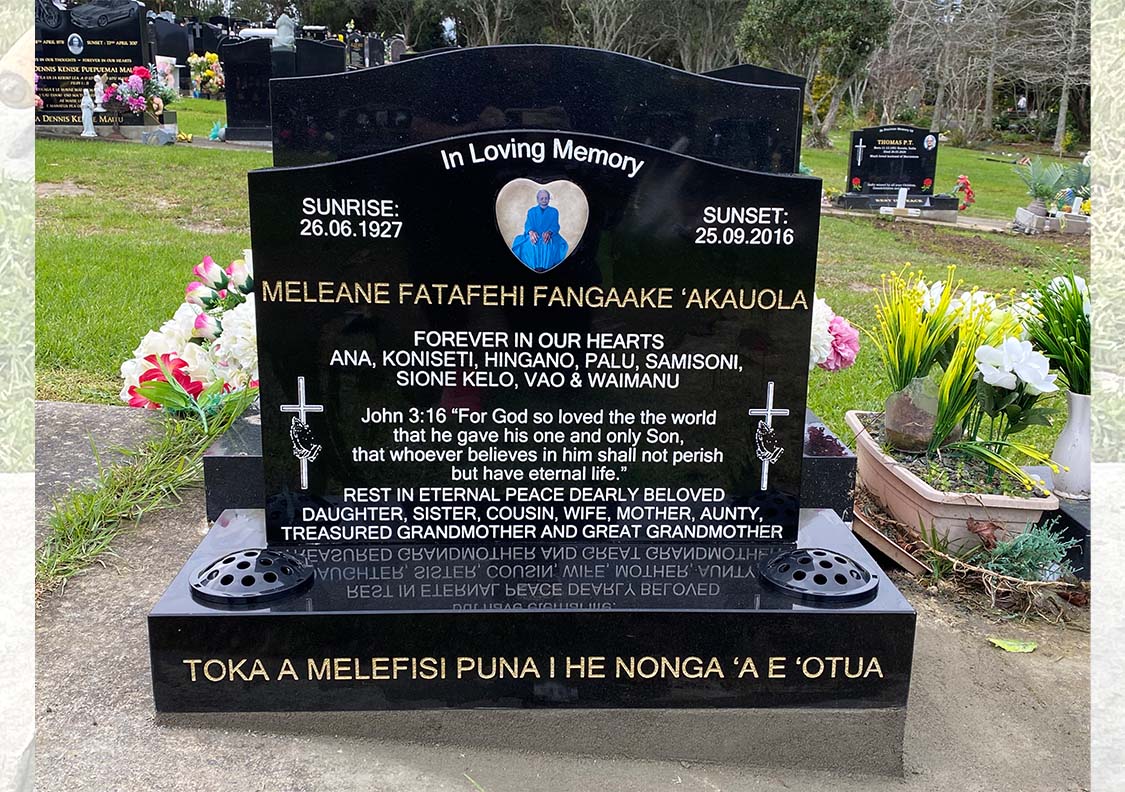 In Loving Memory
SUNRISE:
26.06.1927
SUNSET:
25.09.2016
MELEANE FATAFEHI FANGAAKE ‘AKAUOLA
FOREVER IN OUR HEARTS
ANA, KONISETI, HINGANO, PALU, SAMISONI,
SIONE KELO, VAO & WAIMANU
John 3:16 “For God so loved the the world
that he gave his one and only Son,
that whoever believes in him shall not perish
but have eternal life.”
REST IN ETERNAL PEACE DEARLY BELOVED
DAUGHTER, SISTER, COUSIN, WIFE, MOTHER, AUNTY,
TREASURED GRANDMOTHER AND GREAT GRANDMOTHER
TOKA A MELEFISI PUNA I HE NONGA ‘A E ‘OTUA
THOMAS P.T.
REST IN PEACE